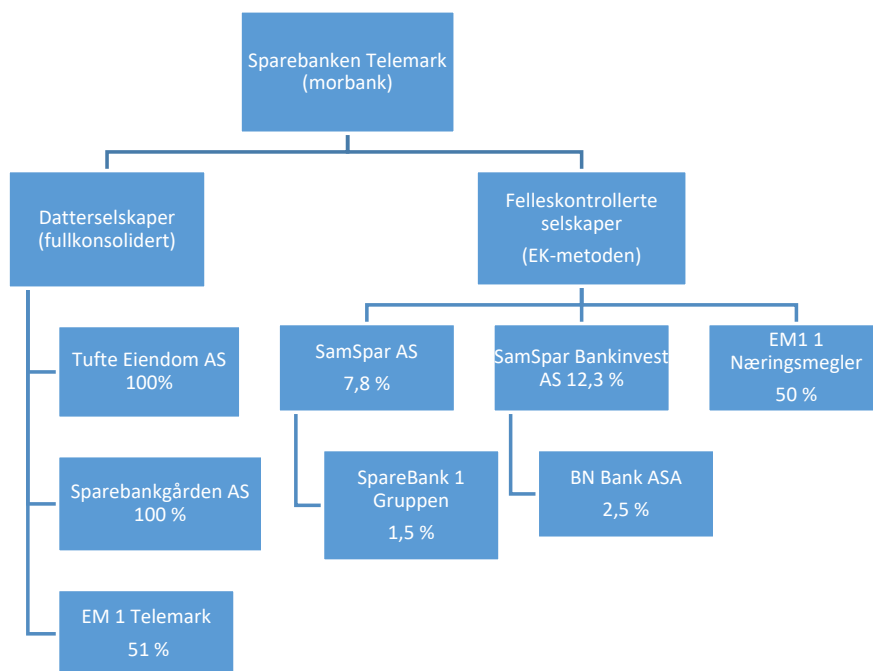 Sparebanken Telemark
(morbank)
Datterselskaper
(fullkonsolidert)
Felleskontrollerte
selskaper
(EK-metoden)
Tufte Eiendom AS
100%
Sparebankgården AS
100 %
EM 1 Telemark
51 %
SamSpar AS
7,8 %
SpareBank 1
Gruppen
1,5 %
SamSpar Bankinvest
AS 12,3 %
BN Bank ASA
2,5 %
EM1 1
Næringsmegler
50 %